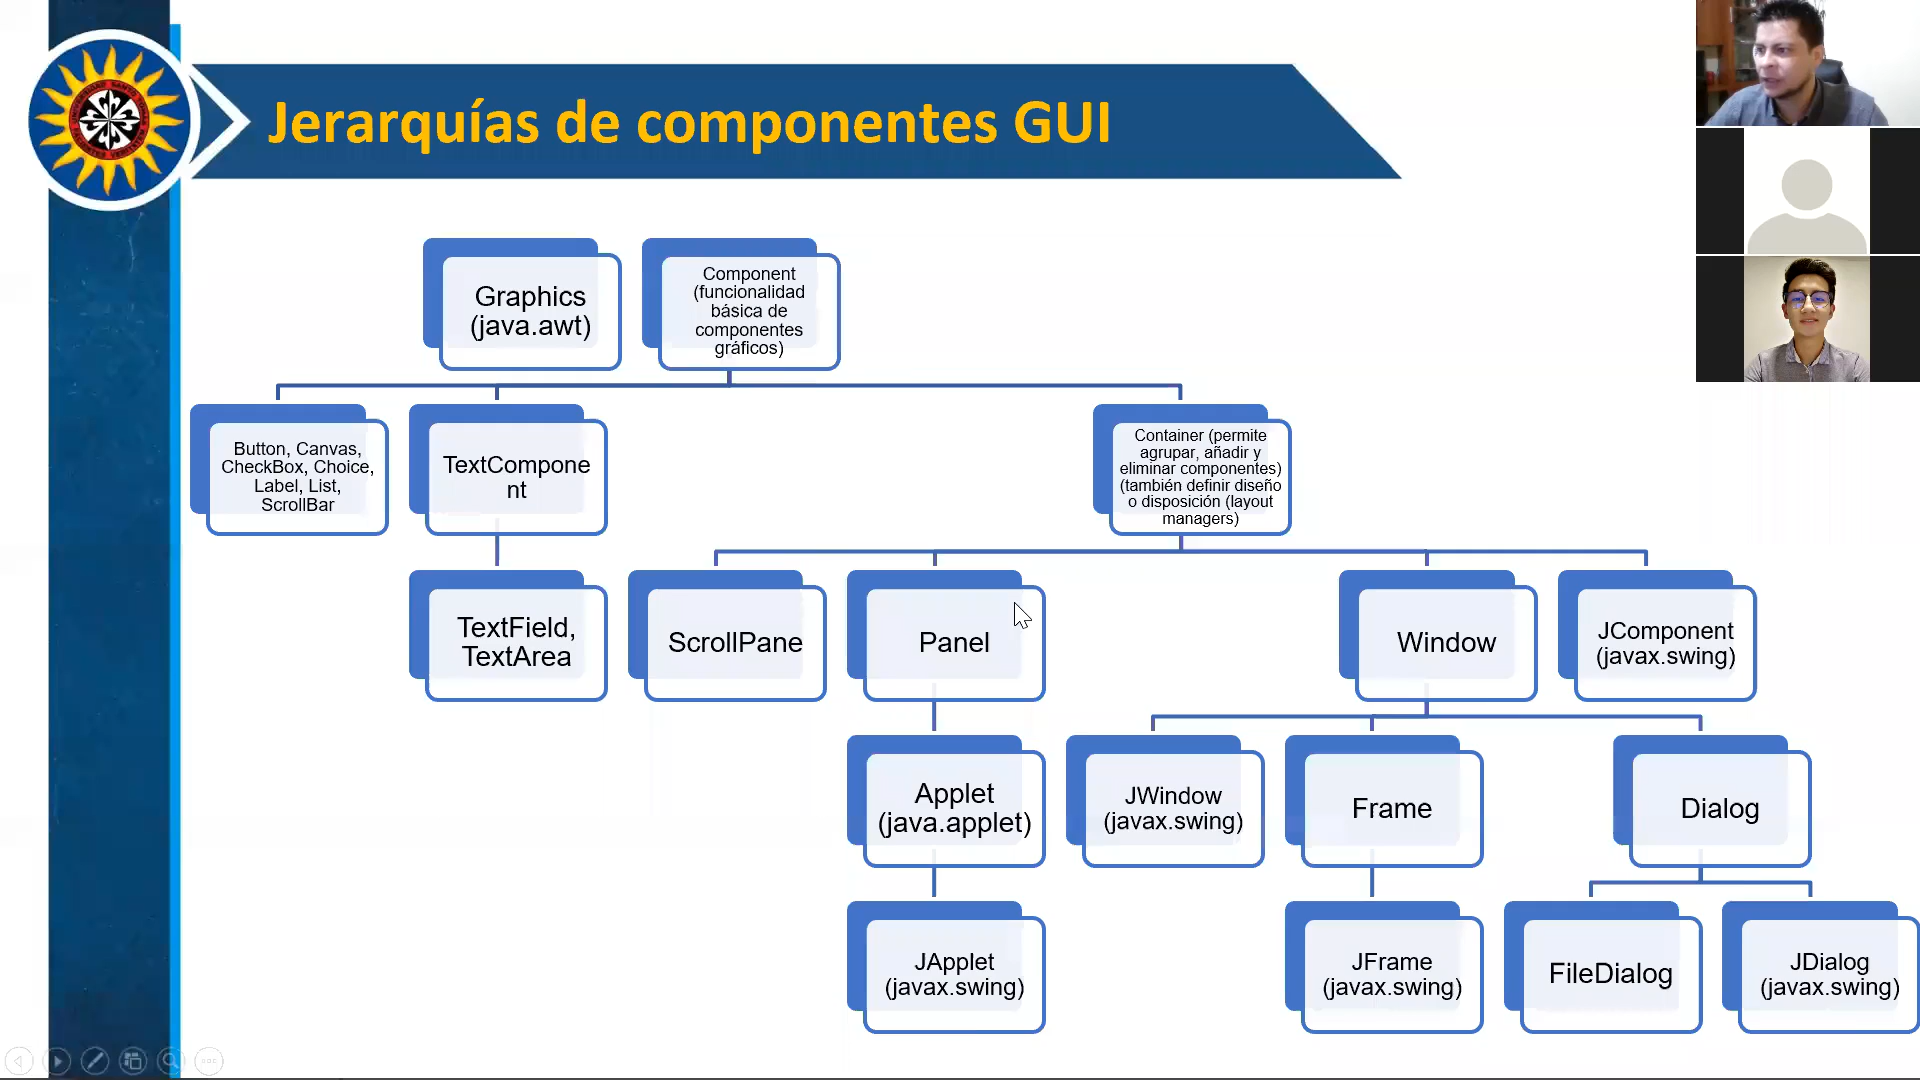 Jerarquías de componentes GUI
Graphics
(java.awt)
Component
(funcionalidad
básica de
componentes
gráficos)
Button, Canvas,
CheckBox, Choice,
Label, List,
ScrollBar
TextCompone
nt
Container (permite
agrupar, añadir y
eliminar componentes)
(también definir diseño
o disposición (layout
managers)
TextField,
TextArea
ScrollPane
Panel
Window
JComponent
(javax.swing)
Applet
(java.applet)
JWindow
(javax.swing)
Frame
Dialog
JApplet
(javax.swing)
JFrame
(javax.swing)
FileDialog
JDialog
(javax.swing)